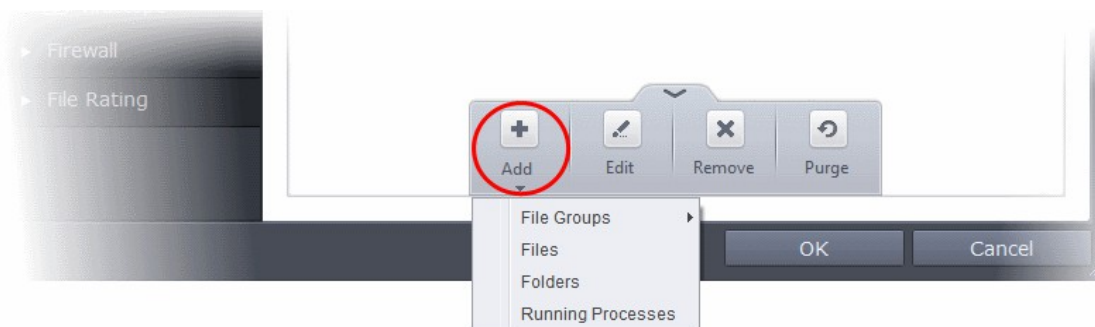 Firewall
File Rating
Add Edit Remove Purge
File Groups
Files
Folders
Running Processes
OK Cancel